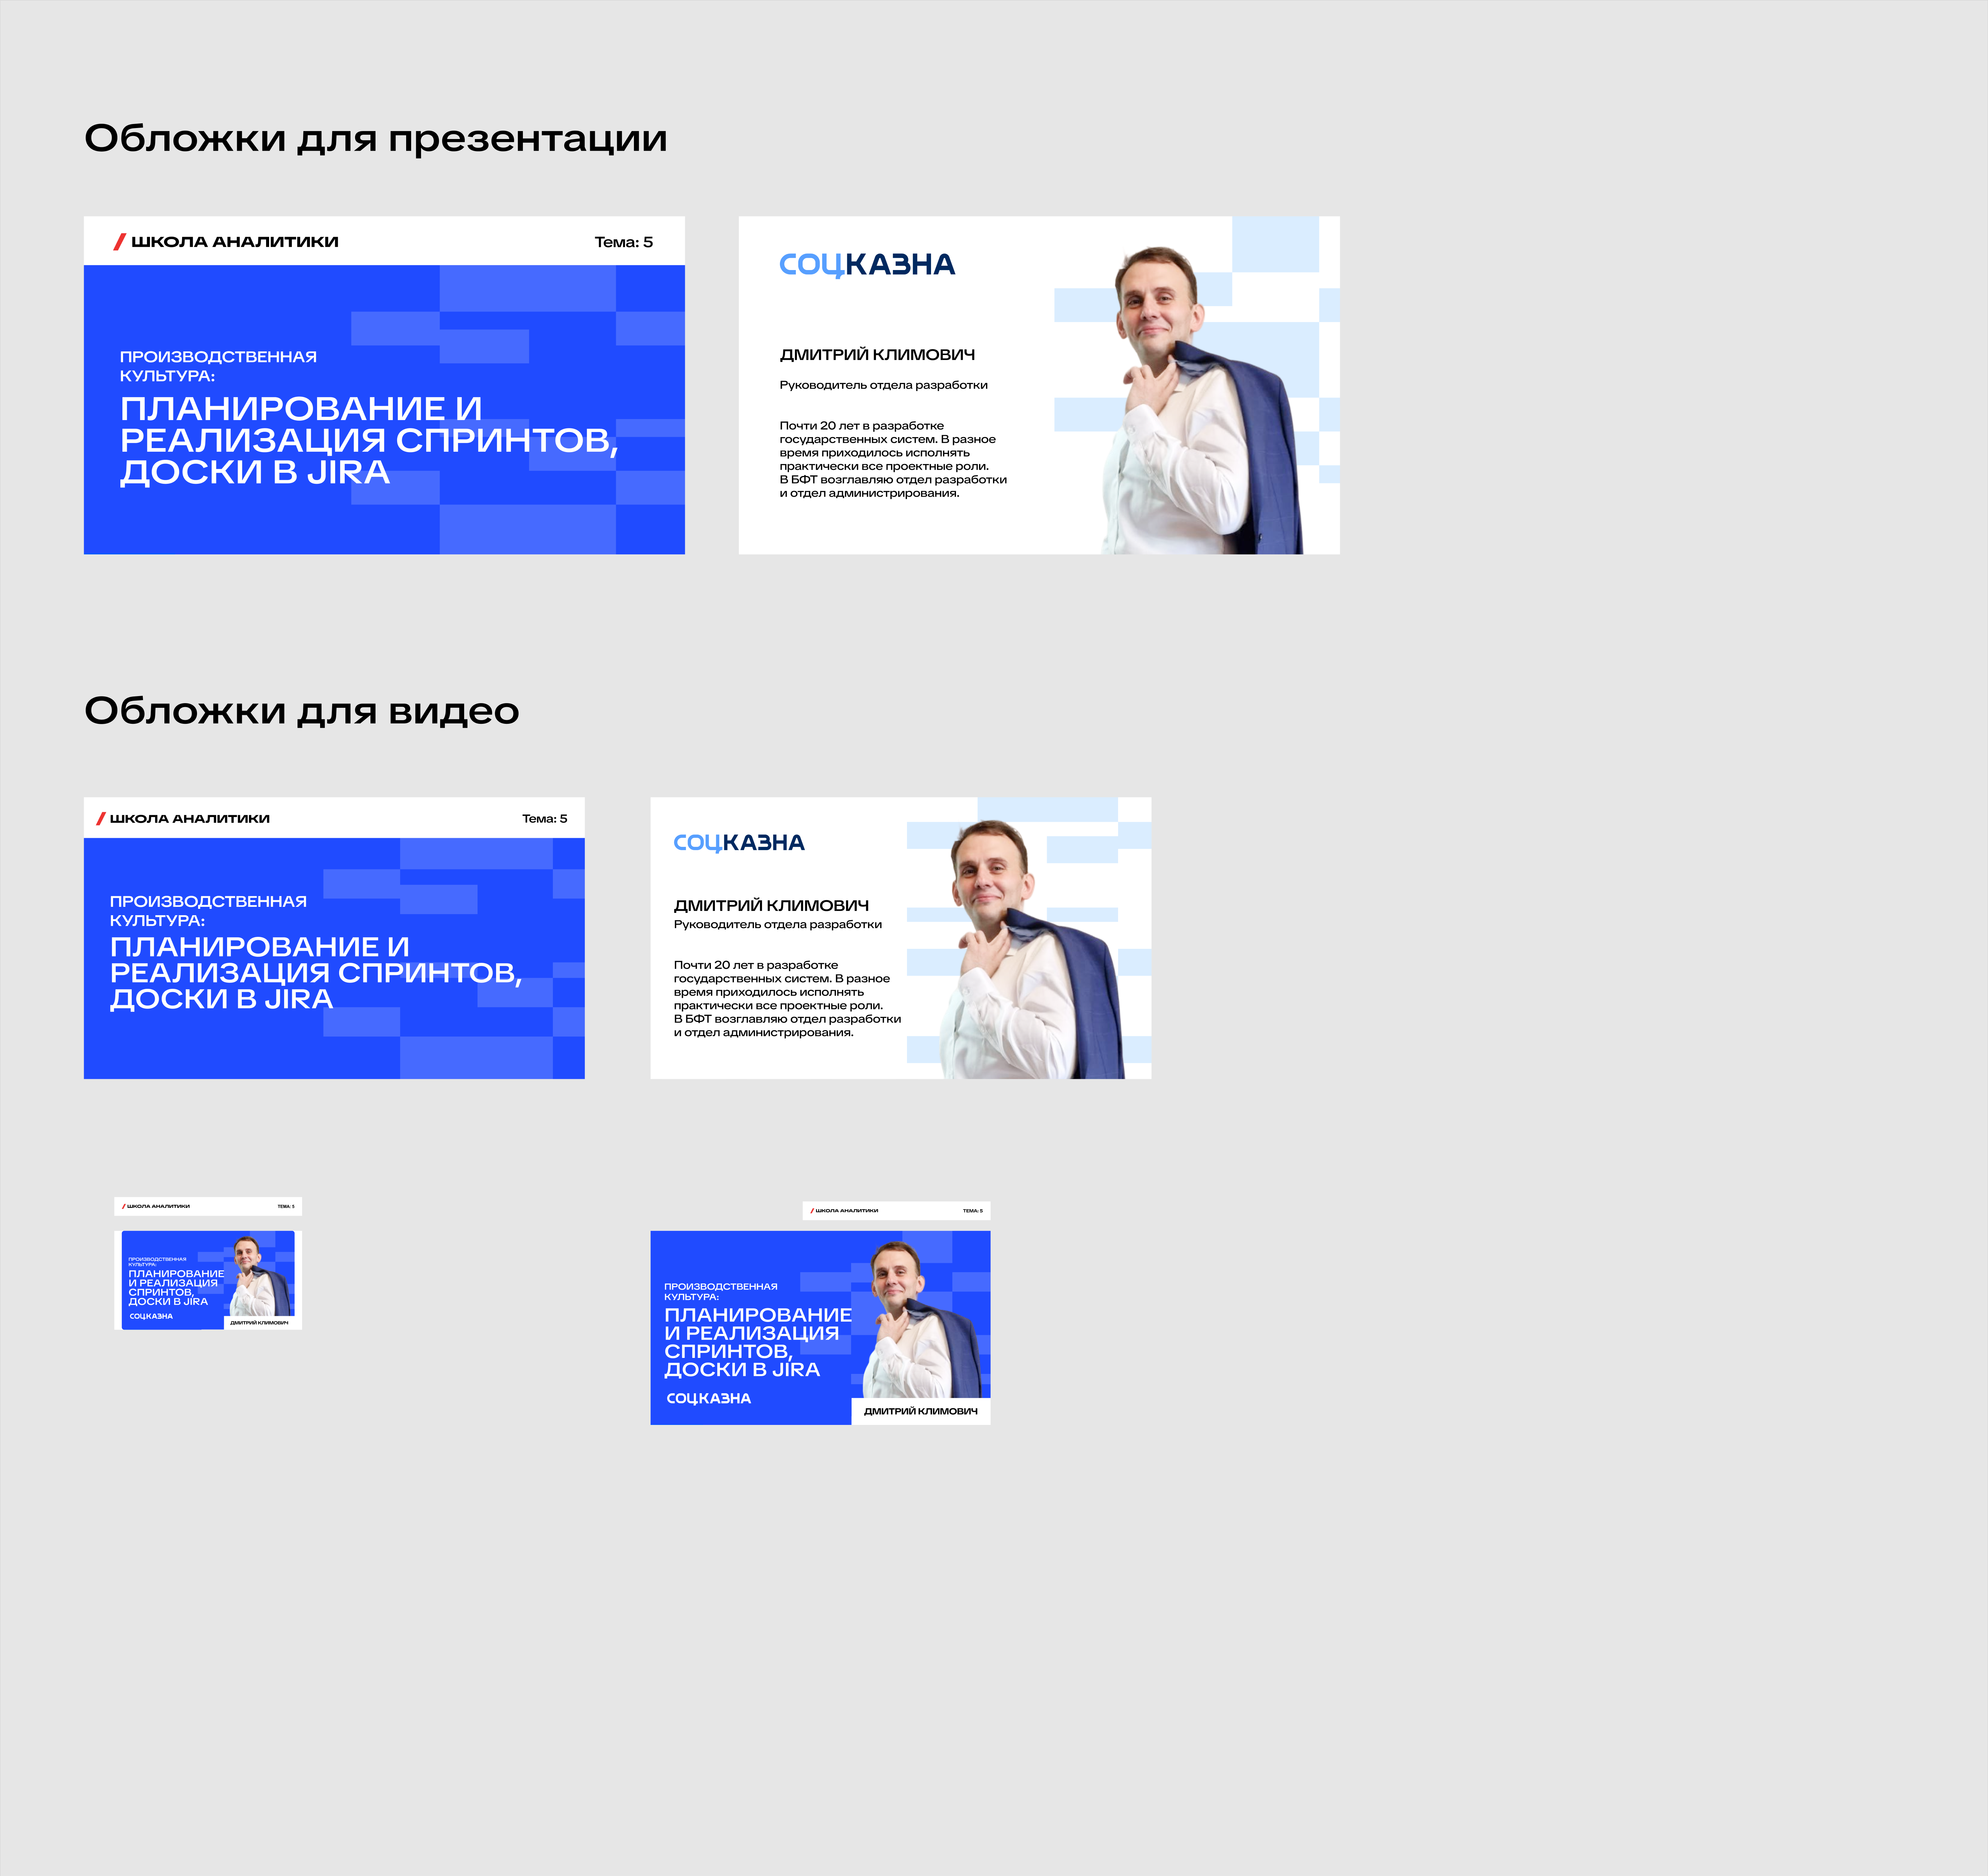 Обложки для презентации
ШКОЛА АНАЛИТИКИ
Тема: 5
ПРОИЗВОДСТВЕННАЯ
КУЛЬТУРА:
ПЛАНИРОВАНИЕ И
РЕАЛИЗАЦИЯ СПРИНТОВ,
ДОСКИ В JIRA
СОЦКАЗНА
ДМИТРИЙ КЛИМОВИЧ
Руководитель отдела разработки
Почти 20 лет в разработке
государственных систем. В разное
время приходилось исполнять
практически все проектные роли.
В БФТ возглавляю отдел разработки
и отдел администрирования.
Обложки для видео
ШКОЛА АНАЛИТИКИ
Тема: 5
ПРОИЗВОДСТВЕННАЯ
КУЛЬТУРА:
ПЛАНИРОВАНИЕ И
РЕАЛИЗАЦИЯ СПРИНТОВ,
ДОСКИ В JIRA
СОЦКАЗНА
ДМИТРИЙ КЛИМОВИЧ
Руководитель отдела разработки
Почти 20 лет в разработке
государственных систем. В разное
время приходилось исполнять
практически все проектные роли.
В БФТ возглавляю отдел разработки
и отдел администрирования.
ШКОЛА АНАЛИТИКИ
ТЕМА: 5
ПРОИЗВОДСТВЕННАЯ
КУЛЬТУРА:
ПЛАНИРОВАНИЕ
И РЕАЛИЗАЦИЯ
СПРИНТОВ,
ДОСКИ В JIRA
СОЦКАЗНА
ДМИТРИЙ КЛИМОВИЧ
ШКОЛА АНАЛИТИКИ
ТЕМА: 5
ПРОИЗВОДСТВЕННАЯ
КУЛЬТУРА:
ПЛАНИРОВАНИЕ
И РЕАЛИЗАЦИЯ
СПРИНТОВ,
ДОСКИ В JIRA
СОЦКАЗНА
ДМИТРИЙ КЛИМОВИЧ